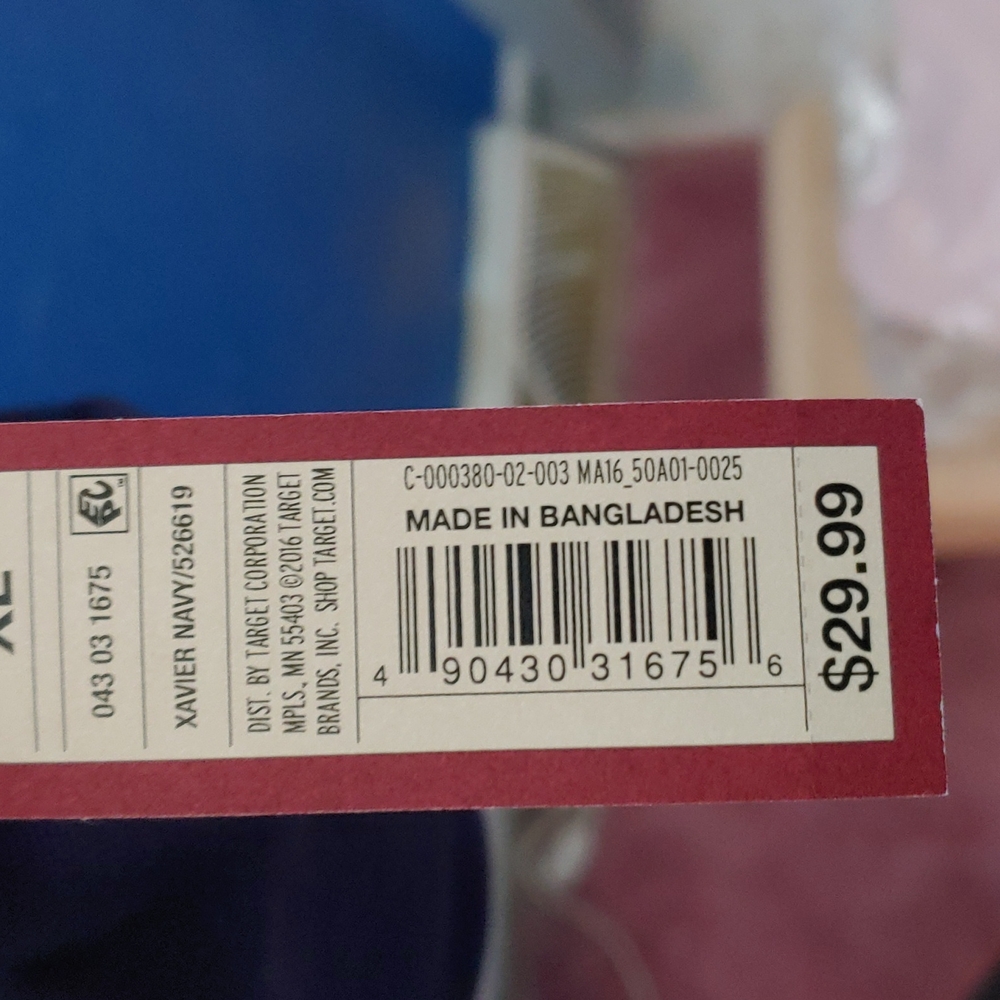 XL
043 03 1675
XAVIER NAVY/526619
DIST. BY TARGET CORPORATION
MPLS., MN 55403 ©2016 TARGET
BRANDS, INC. SHOP TARGET.COM
C-000380-02-003 MA16_50A01-0025
MADE IN BANGLADESH
4 90430 31675 6
$29.99